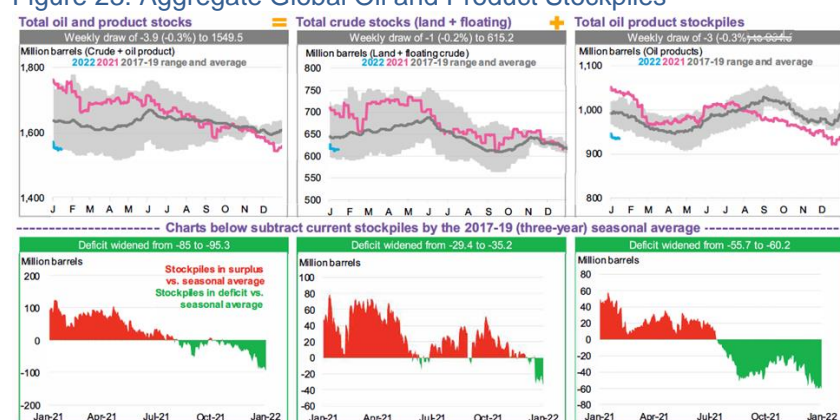 Figure 28: Aggregate Global Oil and Product Stockpiles
Total oil and product stocks = Total crude stocks (land + floating) + Total oil product stockpiles
Weekly draw of -3.9 (-0.3%) to 1549.5
Million barrels (Crude + oil product)
2022 2021 2017-19 range and average
1,800
1,600
1,400
J F M A M J J A S O N D
Weekly draw of -1 (-0.2%) to 615.2
Million barrels (Land + floating crude)
2022 2021 2017-19 range and average
800
750
700
650
600
550
500
J F M A M J J A S O N D
Weekly draw of -3 (-0.3%) to
Million barrels (Oil products)
2022 2021 2017-19 range and average
1,100
1,000
900
800
J F M A M J J A S O N D
Charts below subtract current stockpiles by the 2017-19 (three-year) seasonal average
Deficit widened from -85 to -95.3
Million barrels
Stockpiles in surplus
vs. seasonal average
Stockpiles in deficit vs.
seasonal average
200
100
0
-100
-200
Jan-21 Apr-21 Jul-21 Oct-21 Jan-22
Deficit widened from -29.4 to -35.2
Million barrels
100
80
60
40
20
0
-20
-40
-60
Jan-21 Apr-21 Jul-21 Oct-21 Jan-22
Deficit widened from -55.7 to -60.2
Million barrels
80
60
40
20
0
-20
-40
-60
-80
Jan-21 Apr-21 Jul-21 Oct-21 Jan-22